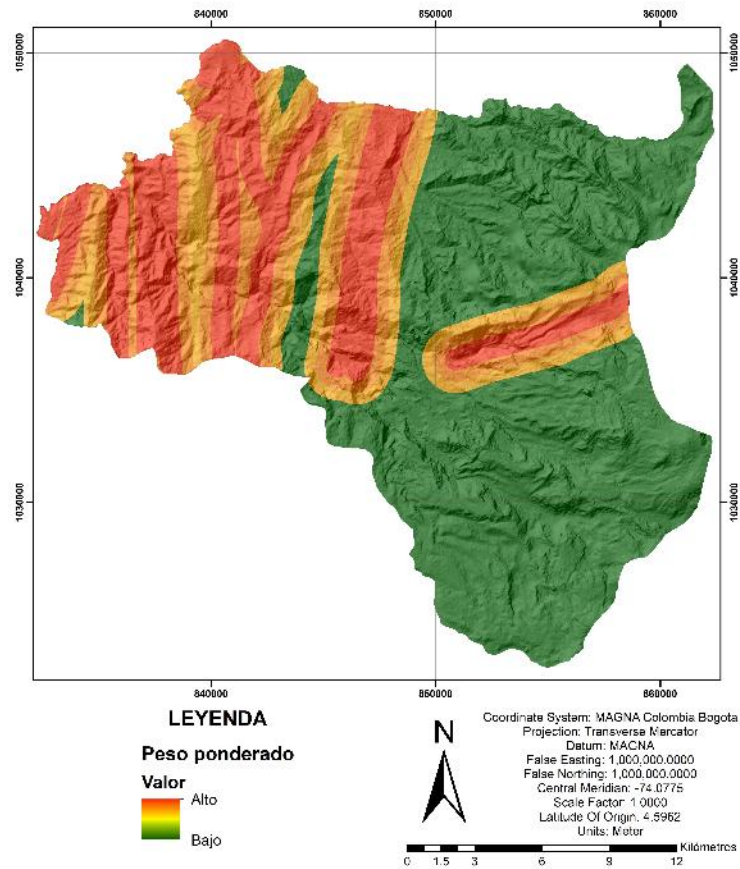 840000 850000 860000
1050000 1050000
1040000 1040000
1030000 1030000
840000 850000 860000
LEYENDA
Peso ponderado
Valor
Alto
Bajo
N
Coordinate System: MAGNA Colombia Bogota
Projection: Transverse Mercator
Datum: MAGNA
False Easting: 1,000,000.0000
False Northing: 1,000,000.0000
Central Meridian: -74.0775
Scale Factor: 1.0000
Latitude Of Origin: 4.5962
Units: Meter
Kilómetros
0 1.5 3 6 9 12